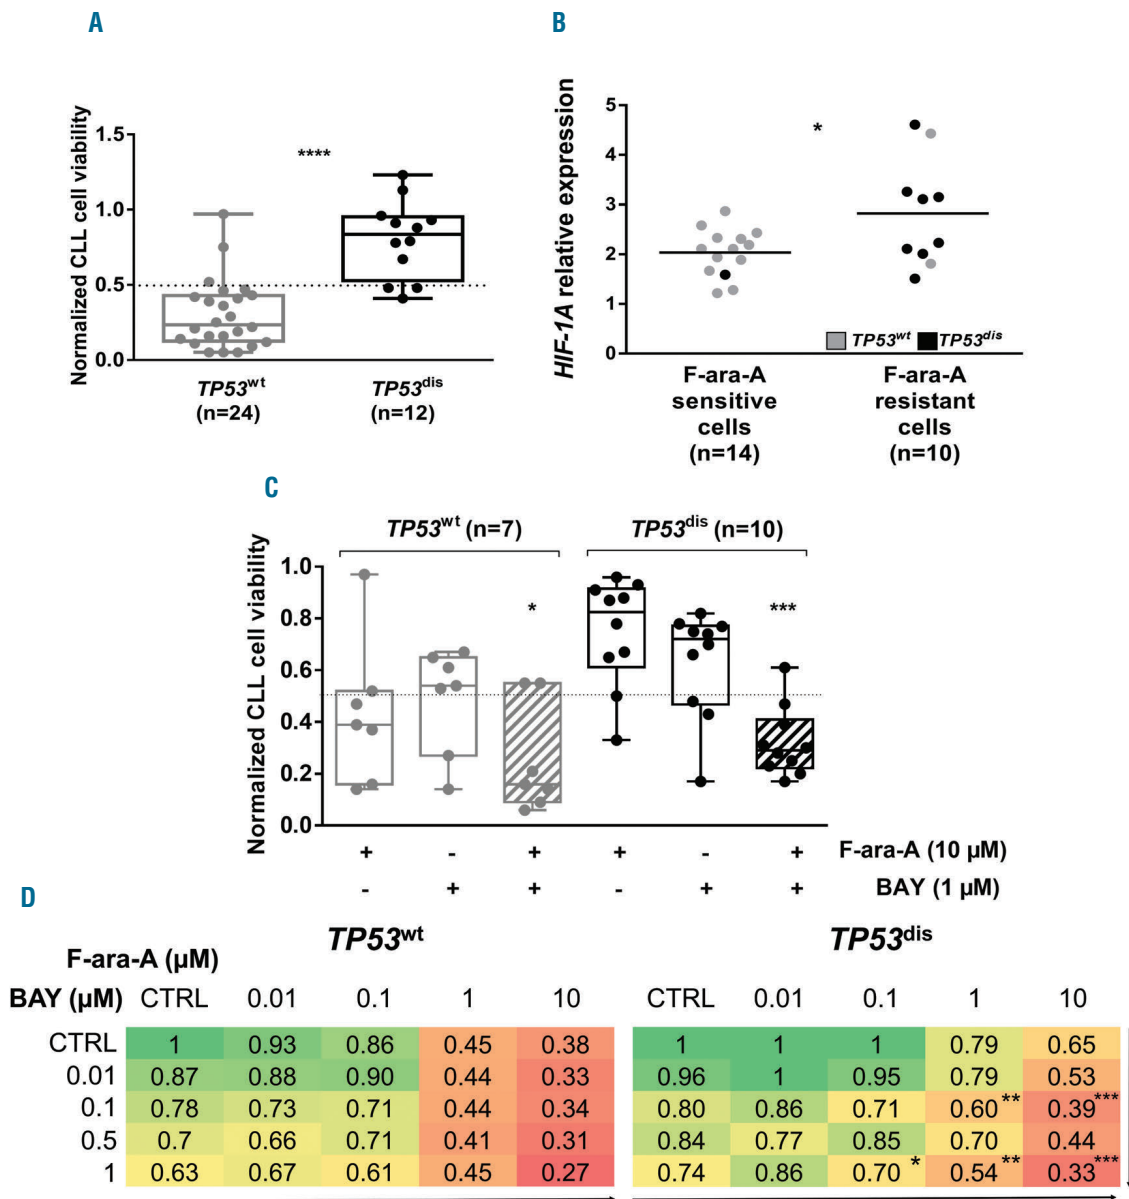 A
Normalized CLL cell viability
1.5
1.0
0.5
0.0
****
TP53wt
(n=24)
TP53dis
(n=12)
B
HIF-1A relative expression
5
4
3
2
1
0
*
TP53wt TP53dis
F-ara-A
sensitive
cells
(n=14)
F-ara-A
resistant
cells
(n=10)
C
TP53wt (n=7)
TP53dis (n=10)
Normalized CLL cell viability
1.0
0.8
0.6
0.4
0.2
0.0
*
***
+ - + + - + F-ara-A (10 µM)
- + + - + + BAY (1 µM)
D
TP53wt
TP53dis
F-ara-A (µM)
BAY (µM) CTRL 0.01 0.1 1 10 CTRL 0.01 0.1 1 10
CTRL 1 0.93 0.86 0.45 0.38 1 1 1 0.79 0.65
0.01 0.87 0.88 0.90 0.44 0.33 0.96 1 0.95 0.79 0.53
0.1 0.78 0.73 0.71 0.44 0.34 0.80 0.86 0.71 0.60** 0.39***
0.5 0.7 0.66 0.71 0.41 0.31 0.84 0.77 0.85 0.70 0.44
1 0.63 0.67 0.61 0.45 0.27 0.74 0.86 0.70* 0.54** 0.33***